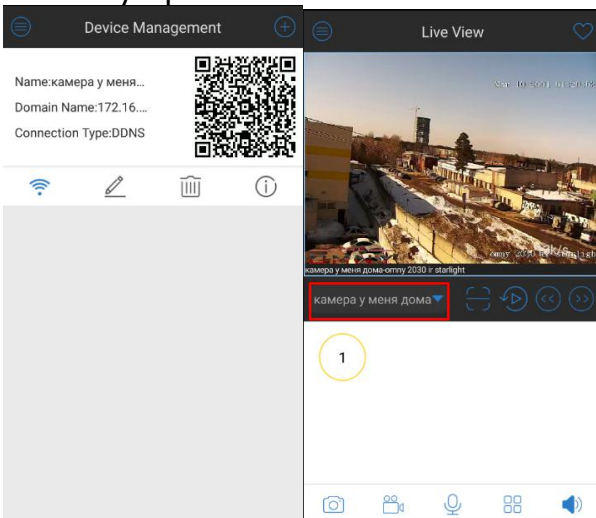 Device Management
Name:камера у меня...
Domain Name:172.16....
Connection Type:DDNS
Live View
камера у меня дома-omny 2030 ir starlight
камера у меня дома
1